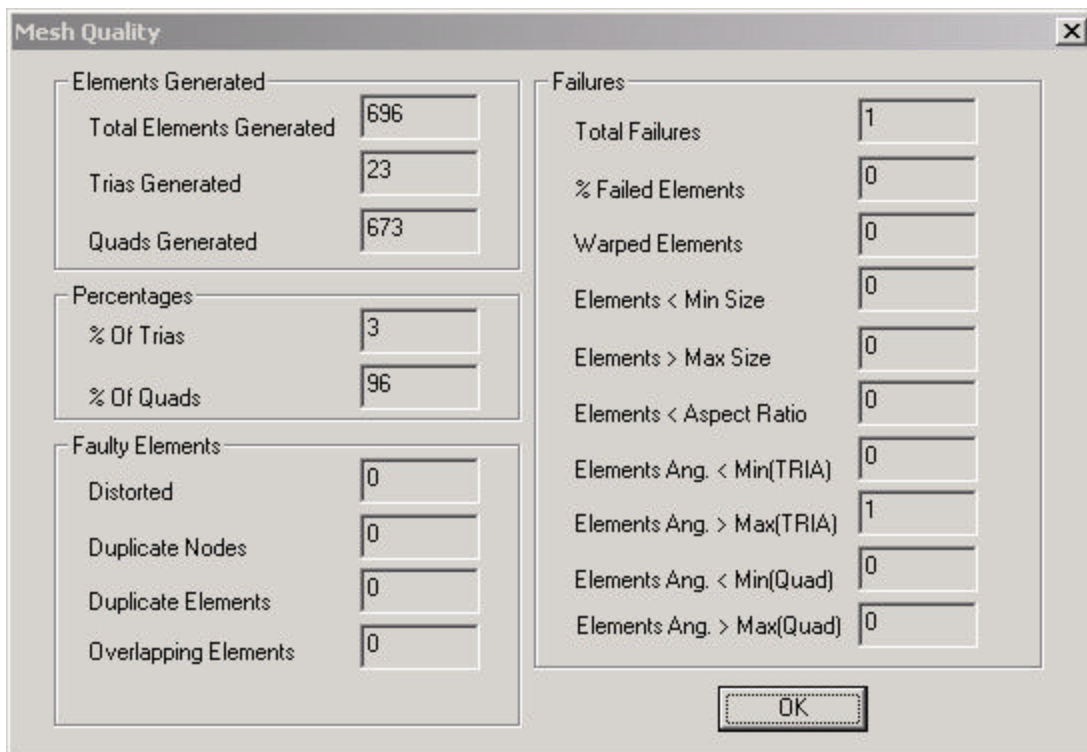 Mesh Quality
Elements Generated
Total Elements Generated 696
Trias Generated 23
Quads Generated 673
Percentages
% Of Trias 3
% Of Quads 96
Faulty Elements
Distorted 0
Duplicate Nodes 0
Duplicate Elements 0
Overlapping Elements 0
Failures
Total Failures 1
% Failed Elements 0
Warped Elements 0
Elements < Min Size 0
Elements > Max Size 0
Elements < Aspect Ratio 0
Elements Ang. < Min(TRIA) 0
Elements Ang. > Max(TRIA) 1
Elements Ang. < Min(Quad) 0
Elements Ang. > Max(Quad) 0
OK